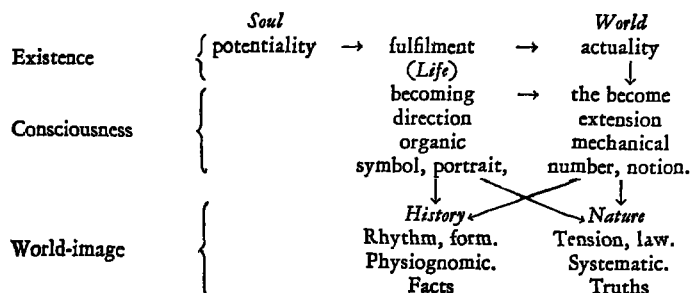 Soul World
Existence { potentiality → fulfilment → actuality
(Life) ↓
Consciousness { becoming → the become
direction extension
organic mechanical
symbol, portrait, number, notion.
History Nature
World-image { Rhythm, form. Tension, law.
Physiognomic. Systematic.
Facts Truths